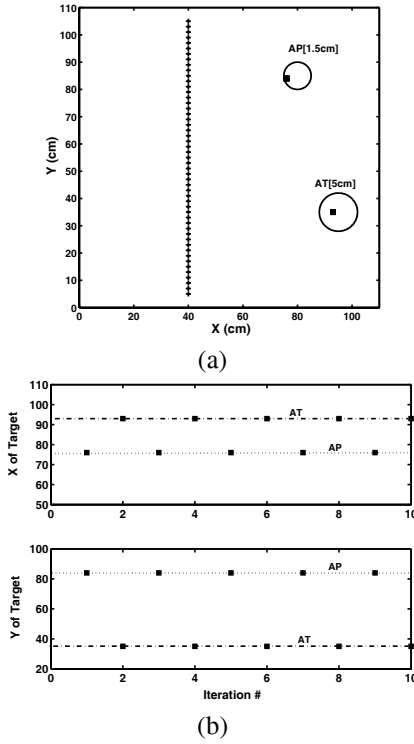 110
100
90
80
70
60
50
40
30
20
10
0
Y (cm)
AP[1.5cm]
AT[5cm]
0 20 40 60 80 100
X (cm)
(a)
110
100
90
80
70
60
50
X of Target
AT
AP
0 2 4 6 8 10
100
80
60
40
20
Y of Target
AP
AT
0 2 4 6 8 10
Iteration #
(b)